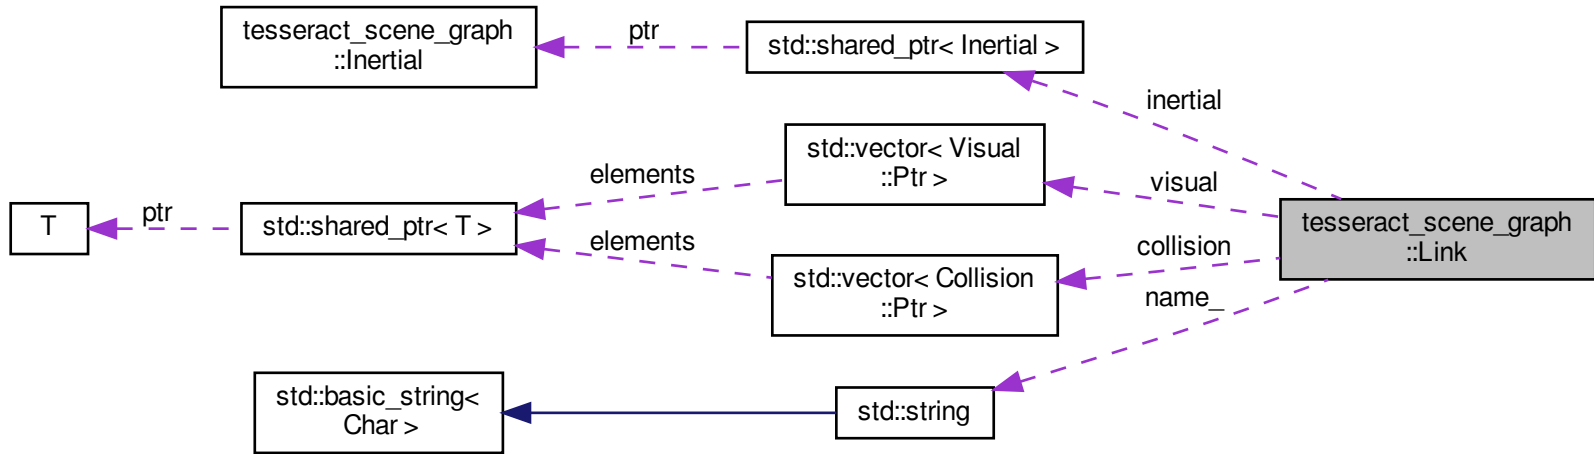 tesseract_scene_graph
::Inertial
ptr
std::shared_ptr< Inertial >
inertial
std::vector< Visual
::Ptr >
elements
visual
T
ptr
std::shared_ptr< T >
tesseract_scene_graph
::Link
elements
collision
std::vector< Collision
::Ptr >
name_
std::basic_string<
Char >
std::string